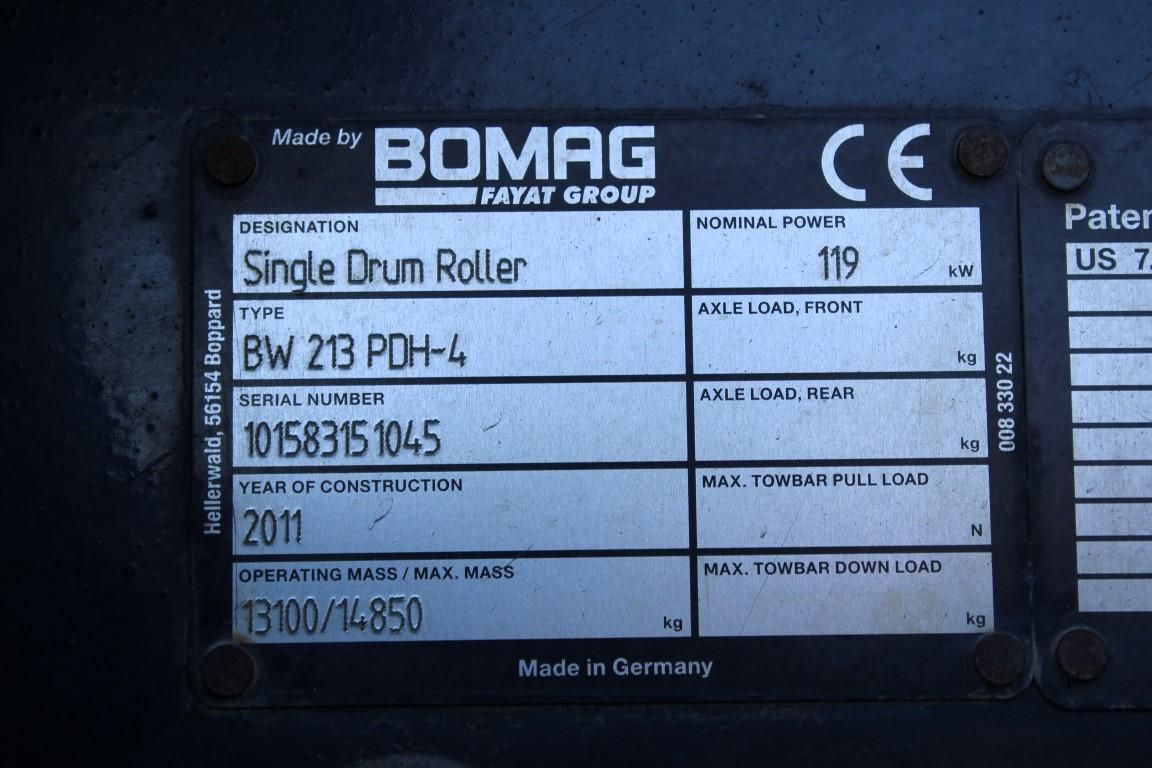 Made by BOMAG
FAYAT GROUP
CE
DESIGNATION
Single Drum Roller
NOMINAL POWER
119 kW
TYPE
BW 213 PDH-4
AXLE LOAD, FRONT
kg
SERIAL NUMBER
101583151045
AXLE LOAD, REAR
kg
YEAR OF CONSTRUCTION
2011
MAX. TOWBAR PULL LOAD
N
OPERATING MASS / MAX. MASS
13100/14850 kg
MAX. TOWBAR DOWN LOAD
kg
Made in Germany
Hellerwald, 56154 Boppard
008 330 22
US 7